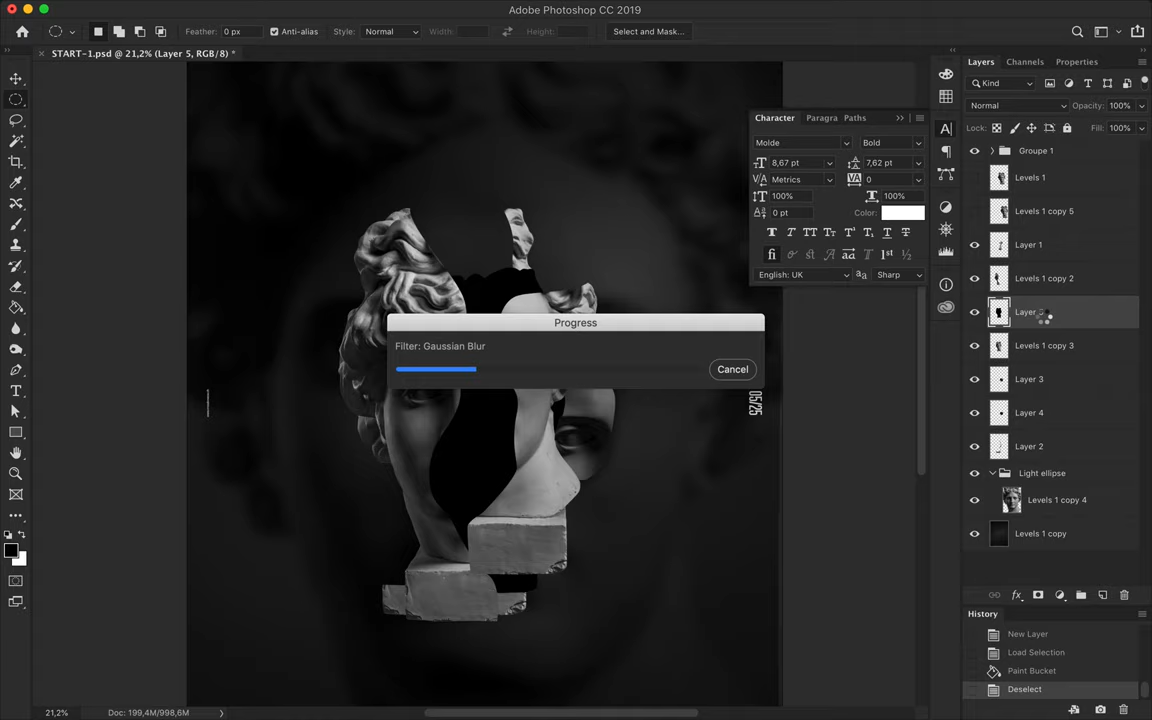 Adobe Photoshop CC 2019
Feather: 0 px
Anti-alias
Style: Normal
Width:
Height:
Select and Mask...
START-1.psd @ 21,2% (Layer 5, RGB/8) *
Layers
Channels
Properties
Kind
Normal
Opacity: 100%
Lock:
Fill: 100%
Groupe 1
Levels 1
Levels 1 copy 5
Layer 1
Levels 1 copy 2
Layer
Levels 1 copy 3
Layer 3
Layer 4
Layer 2
Light ellipse
Levels 1 copy 4
Levels 1 copy
Character
Paragra
Paths
Molde
Bold
8,67 pt
7,62 pt
Metrics
0
100%
100%
0 pt
Color:
English: UK
Sharp
Progress
Filter: Gaussian Blur
Cancel
05/25
History
New Layer
Load Selection
Paint Bucket
Deselect
21,2%
Doc: 199,4M/998,6M